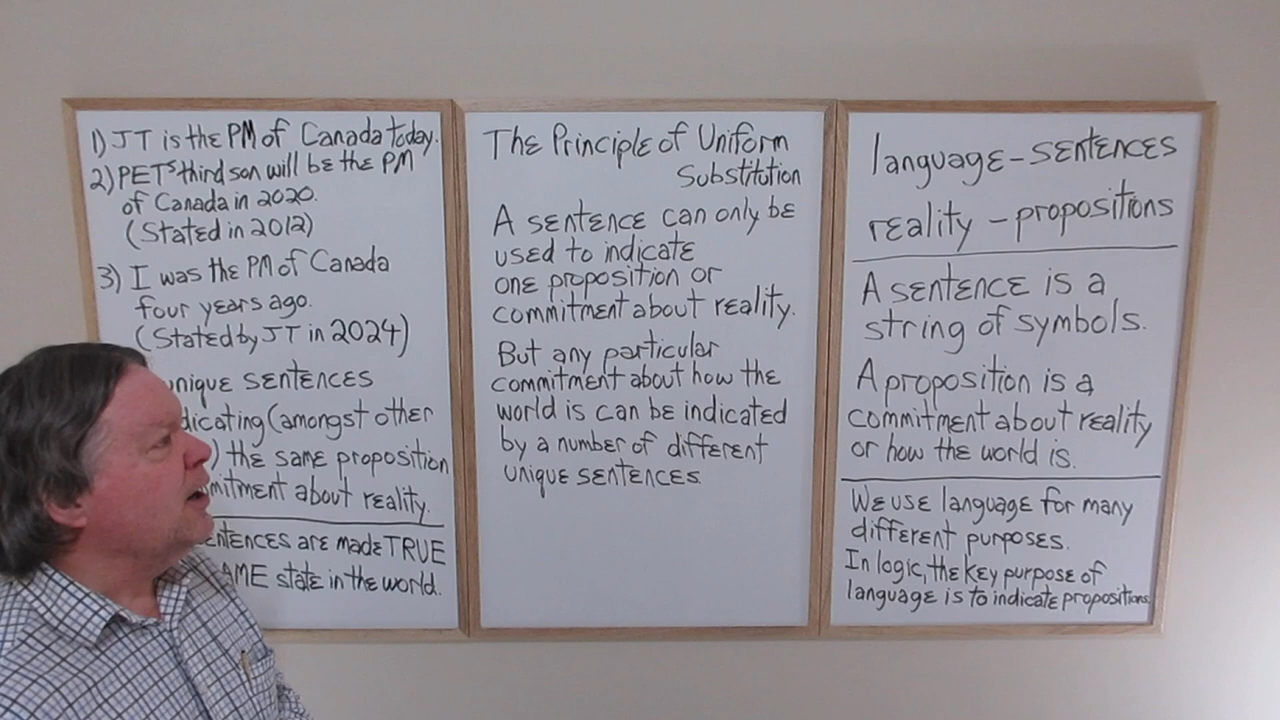 1) JT is the PM of Canada today.
2) PET's third son will be the PM
of Canada in 2020.
(Stated in 2012)
3) I was the PM of Canada
four years ago.
(Stated by JT in 2024)
unique sentences
dicating (amongst other
) the same proposition
mitment about reality.
entences are made TRUE
AME state in the world.
The Principle of Uniform
Substitution
A sentence can only be
used to indicate
one proposition or
commitment about reality.
But any particular
commitment about how the
world is can be indicated
by a number of different
unique sentences.
language - sentences
reality - propositions
A sentence is a
string of symbols.
A proposition is a
commitment about reality
or how the world is.
We use language for many
different purposes.
In logic, the key purpose of
language is to indicate propositions.